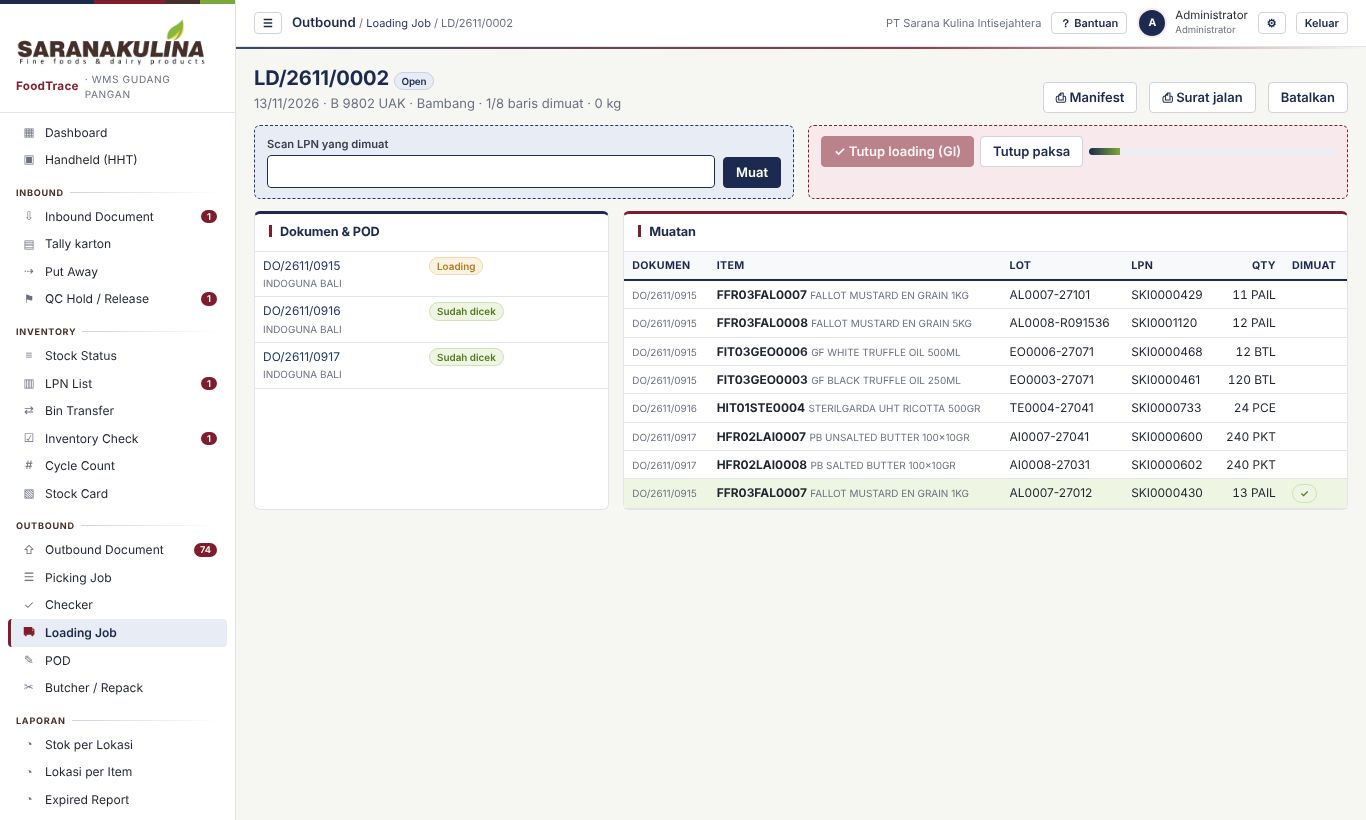 SARANAKULINA
Fine foods & dairy products
FoodTrace · WMS GUDANG PANGAN
Dashboard
Handheld (HHT)
INBOUND
Inbound Document 1
Tally karton
Put Away
QC Hold / Release 1
INVENTORY
Stock Status
LPN List 1
Bin Transfer
Inventory Check 1
Cycle Count
Stock Card
OUTBOUND
Outbound Document 74
Picking Job
Checker
Loading Job
POD
Butcher / Repack
LAPORAN
Stok per Lokasi
Lokasi per Item
Expired Report
Outbound / Loading Job / LD/2611/0002
PT Sarana Kulina Intisejahtera
? Bantuan
A
Administrator
Administrator
Keluar
LD/2611/0002 Open
13/11/2026 · B 9802 UAK · Bambang · 1/8 baris dimuat · 0 kg
Manifest
Surat jalan
Batalkan
Scan LPN yang dimuat
Muat
✓ Tutup loading (GI)
Tutup paksa
Dokumen & POD
DO/2611/0915 Loading
INDOGUNA BALI
DO/2611/0916 Sudah dicek
INDOGUNA BALI
DO/2611/0917 Sudah dicek
INDOGUNA BALI
Muatan
DOKUMEN ITEM LOT LPN QTY DIMUAT
DO/2611/0915 FFR03FAL0007 FALLOT MUSTARD EN GRAIN 1KG AL0007-27101 SKI0000429 11 PAIL
DO/2611/0915 FFR03FAL0008 FALLOT MUSTARD EN GRAIN 5KG AL0008-R091536 SKI0001120 12 PAIL
DO/2611/0915 FIT03GEO0006 GF WHITE TRUFFLE OIL 500ML EO0006-27071 SKI0000468 12 BTL
DO/2611/0915 FIT03GEO0003 GF BLACK TRUFFLE OIL 250ML EO0003-27071 SKI0000461 120 BTL
DO/2611/0916 HIT01STE0004 STERILGARDA UHT RICOTTA 500GR TE0004-27041 SKI0000733 24 PCE
DO/2611/0917 HFR02LAI0007 PB UNSALTED BUTTER 100×10GR AI0007-27041 SKI0000600 240 PKT
DO/2611/0917 HFR02LAI0008 PB SALTED BUTTER 100×10GR AI0008-27031 SKI0000602 240 PKT
DO/2611/0915 FFR03FAL0007 FALLOT MUSTARD EN GRAIN 1KG AL0007-27012 SKI0000430 13 PAIL ✓